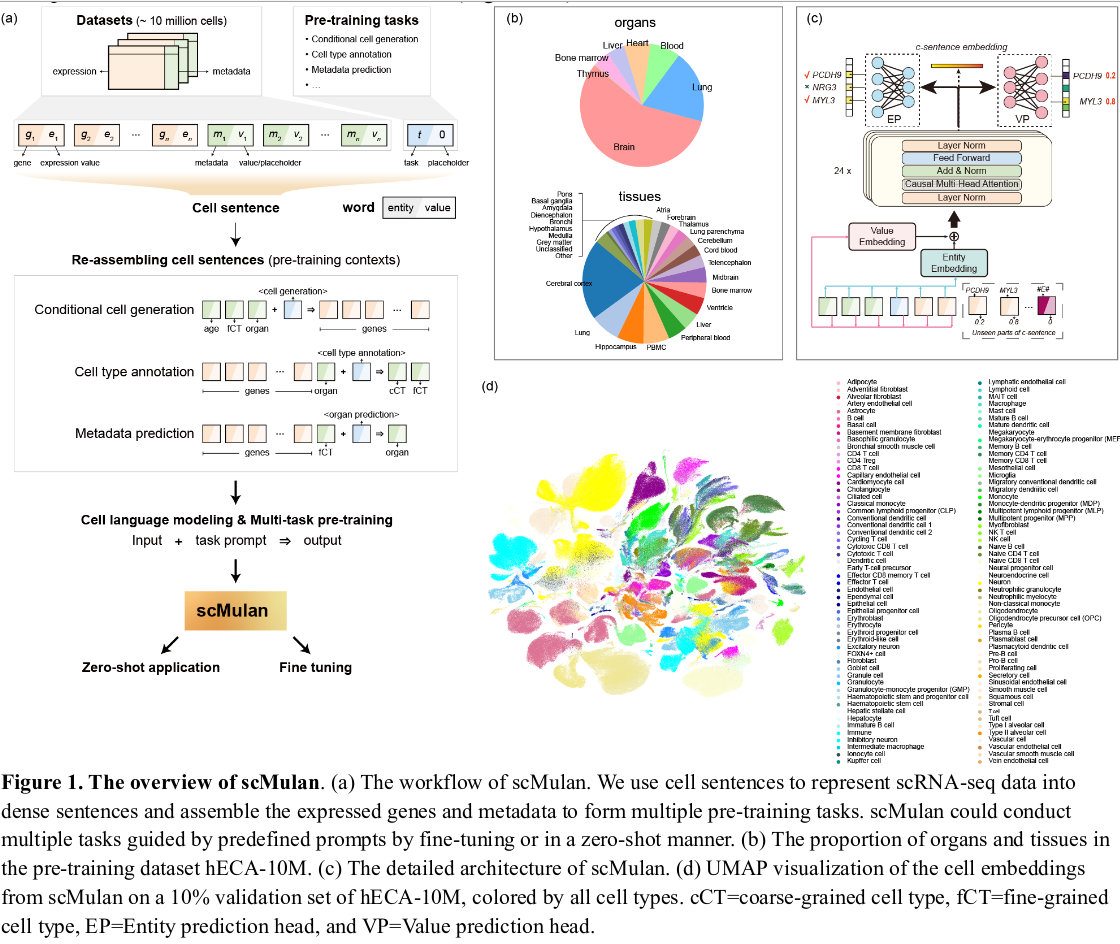 (a)
Datasets (~ 10 million cells)
expression
metadata
Pre-training tasks
• Conditional cell generation
• Cell type annotation
• Metadata prediction
• ...
g1 e1 g2 e2 ... gn en m1 v1 m2 v2 ... mn vn t 0
gene expression value metadata value/placeholder task placeholder
Cell sentence
word entity value
Re-assembling cell sentences (pre-training contexts)
<cell generation>
Conditional cell generation + ⇒ ...
age fCT organ genes
<cell type annotation>
Cell type annotation ... + ⇒
genes organ cCT fCT
<organ prediction>
Metadata prediction ... + ⇒
genes fCT organ
Cell language modeling & Multi-task pre-training
Input + task prompt ⇒ output
scMulan
Zero-shot application Fine tuning
(b)
organs
Liver
Heart
Blood
Bone marrow
Thymus
Lung
Brain
tissues
Pons
Basal ganglia
Amygdala
Diencephalon
Bronchi
Hypothalamus
Medulla
Grey matter
Unclassified
Other
Atria
Forebrain
Thalamus
Lung parenchyma
Cerebellum
Cord blood
Telencephalon
Midbrain
Bone marrow
Ventricle
Liver
Peripheral blood
PBMC
Hippocampus
Lung
Cerebral cortex
(c)
c-sentence embedding
√ PCDH9
× NRG3
√ MYL3
EP
VP
PCDH9 0.2
MYL3 0.8
24 x
Layer Norm
Feed Forward
Add & Norm
Causal Multi-Head Attention
Layer Norm
Value
Embedding
Entity
Embedding
PCDH9 MYL3 #E#
...
0.2 0.8 0
Unseen parts of c-sentence
(d)
Adipocyte
Adventitial fibroblast
Alveolar fibroblast
Artery endothelial cell
Astrocyte
B cell
Basal cell
Basement membrane fibroblast
Basophilic granulocyte
Bronchial smooth muscle cell
CD4 T cell
CD4 Treg
CD8 T cell
Capillary endothelial cell
Cardiomyocyte cell
Cholangiocyte
Ciliated cell
Classical monocyte
Common lymphoid progenitor (CLP)
Conventional dendritic cell
Conventional dendritic cell 1
Conventional dendritic cell 2
Cycling T cell
Cytotoxic CD8 T cell
Cytotoxic T cell
Dendritic cell
Early T-cell precursor
Effector CD8 memory T cell
Effector T cell
Endothelial cell
Ependymal cell
Epithelial cell
Epithelial progenitor cell
Erythroblast
Erythrocyte
Erythroid progenitor cell
Erythroid-like cell
Excitatory neuron
FOXN4+ cell
Fibroblast
Goblet cell
Granule cell
Granulocyte
Granulocyte-monocyte progenitor (GMP)
Haematopoietic stem and progenitor cell
Haematopoietic stem cell
Hepatic stellate cell
Hepatocyte
Immature B cell
Immune
Inhibitory neuron
Intermediate macrophage
Ionocyte cell
Kupffer cell
Lymphatic endothelial cell
Lymphoid cell
MAIT cell
Macrophage
Mast cell
Mature B cell
Mature dendritic cell
Megakaryocyte
Megakaryocyte-erythrocyte progenitor (MEP
Memory B cell
Memory CD4 T cell
Memory CD8 T cell
Mesothelial cell
Microglia
Migratory conventional dendritic cell
Migratory dendritic cell
Monocyte
Monocyte-dendritic progenitor (MDP)
Multipotent lymphoid progenitor (MLP)
Multipotent progenitor (MPP)
Myofibroblast
NK T cell
NK cell
Naive B cell
Naive CD4 T cell
Naive CD8 T cell
Neural progenitor cell
Neuroendocrine cell
Neuron
Neutrophilic granulocyte
Neutrophilic myelocyte
Non-classical monocyte
Oligodendrocyte
Oligodendrocyte precursor cell (OPC)
Pericyte
Plasma B cell
Plasmablast cell
Plasmacytoid dendritic cell
Pre-B cell
Pro-B cell
Proliferating cell
Secretory cell
Sinusoidal endothelial cell
Smooth muscle cell
Squamous cell
Stromal cell
T cell
Tuft cell
Type I alveolar cell
Type II alveolar cell
Vascular cell
Vascular endothelial cell
Vascular smooth muscle cell
Vein endothelial cell
Figure 1. The overview of scMulan. (a) The workflow of scMulan. We use cell sentences to represent scRNA-seq data into
dense sentences and assemble the expressed genes and metadata to form multiple pre-training tasks. scMulan could conduct
multiple tasks guided by predefined prompts by fine-tuning or in a zero-shot manner. (b) The proportion of organs and tissues in
the pre-training dataset hECA-10M. (c) The detailed architecture of scMulan. (d) UMAP visualization of the cell embeddings
from scMulan on a 10% validation set of hECA-10M, colored by all cell types. cCT=coarse-grained cell type, fCT=fine-grained
cell type, EP=Entity prediction head, and VP=Value prediction head.